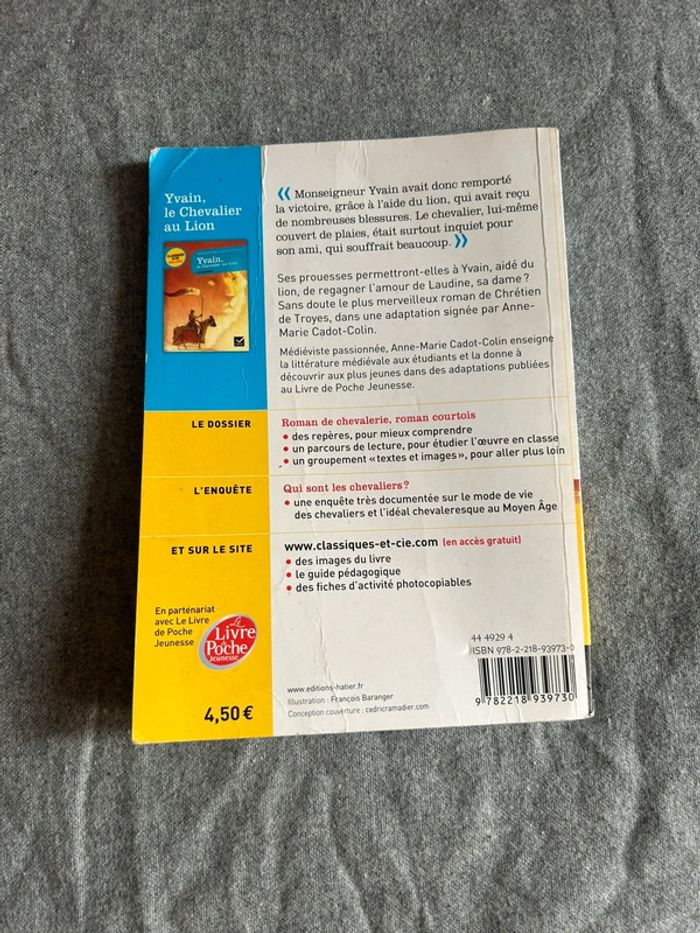 Yvain,
le Chevalier
au Lion
Yvain,
le Chevalier au Lion
« Monseigneur Yvain avait donc remporté
la victoire, grâce à l'aide du lion, qui avait reçu
de nombreuses blessures. Le chevalier, lui-même
couvert de plaies, était surtout inquiet pour
son ami, qui souffrait beaucoup. »
Ses prouesses permettront-elles à Yvain, aidé du
lion, de regagner l'amour de Laudine, sa dame ?
Sans doute le plus merveilleux roman de Chrétien
de Troyes, dans une adaptation signée par Anne-
Marie Cadot-Colin.
Médiéviste passionnée, Anne-Marie Cadot-Colin enseigne
la littérature médiévale aux étudiants et la donne à
découvrir aux plus jeunes dans des adaptations publiées
au Livre de Poche Jeunesse.
LE DOSSIER
Roman de chevalerie, roman courtois
• des repères, pour mieux comprendre
• un parcours de lecture, pour étudier l'œuvre en classe
• un groupement «textes et images», pour aller plus loin
L'ENQUÊTE
Qui sont les chevaliers ?
• une enquête très documentée sur le mode de vie
des chevaliers et l'idéal chevaleresque au Moyen Âge
ET SUR LE SITE
www.classiques-et-cie.com (en accès gratuit)
• des images du livre
• le guide pédagogique
• des fiches d'activité photocopiables
En partenariat
avec Le Livre
de Poche
Jeunesse
Le
Livre
de Poche
Jeunesse
4,50 €
www.editions-hatier.fr
Illustration : François Baranger
Conception couverture : cedricramadier.com
44 4929 4
ISBN 978-2-218-93973-0
9 782218 939730